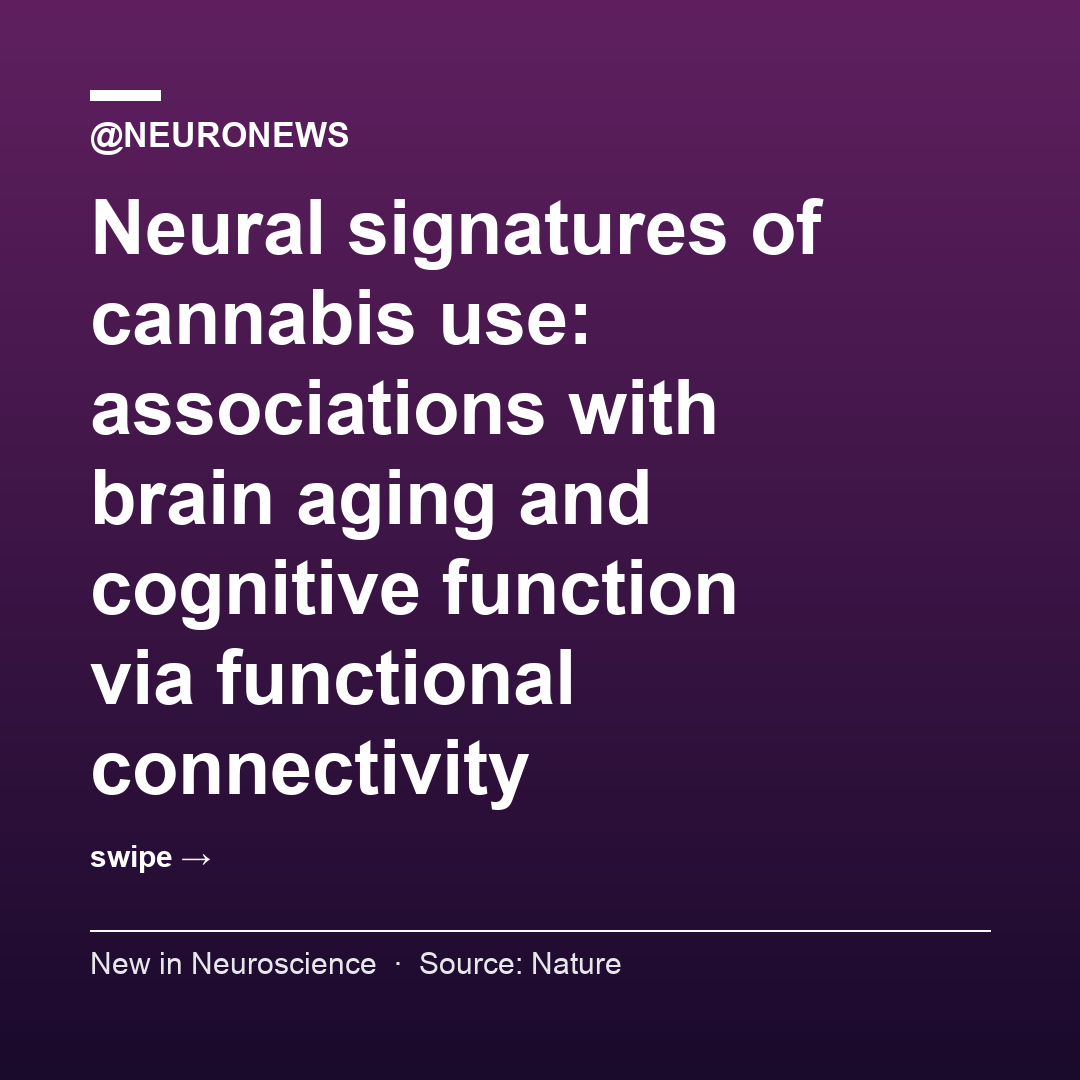 @NEURONEWS
Neural signatures of
cannabis use:
associations with
brain aging and
cognitive function
via functional
connectivity
swipe →
New in Neuroscience · Source: Nature